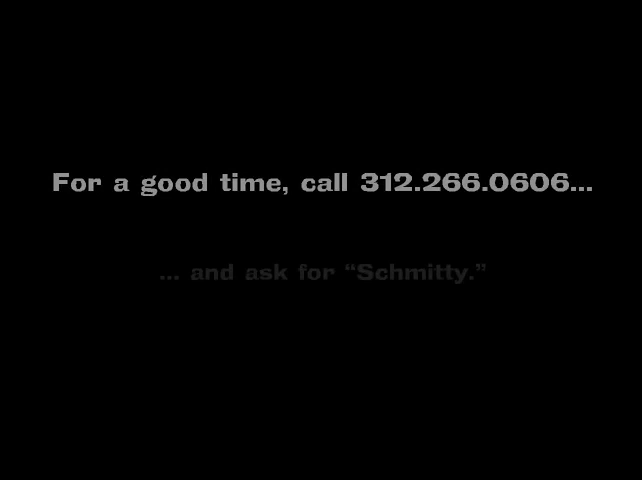 For a good time, call 312.266.0606...
... and ask for “Schmitty.”